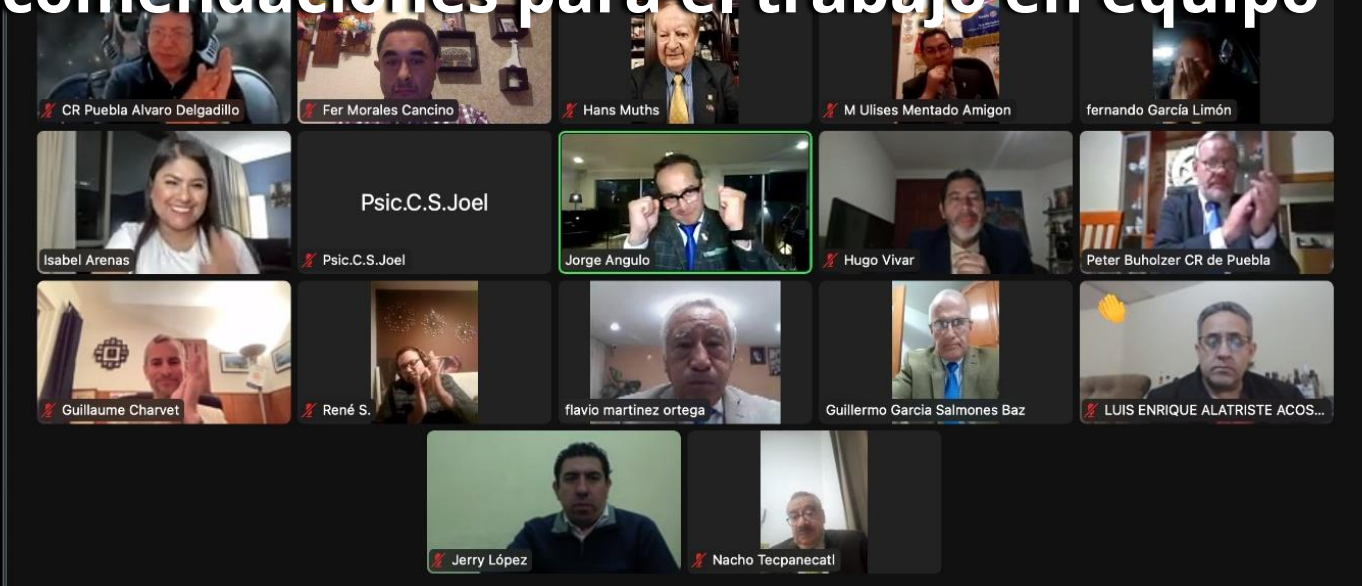 comendaciones para el trabajo en equipo
CR Puebla Alvaro Delgadillo
Fer Morales Cancino
Hans Muths
M Ulises Mentado Amigon
fernando García Limón
Isabel Arenas
Psic.C.S.Joel
Psic.C.S.Joel
Jorge Angulo
Hugo Vivar
Peter Buholzer CR de Puebla
Guillaume Charvet
René S.
flavio martinez ortega
Guillermo Garcia Salmones Baz
LUIS ENRIQUE ALATRISTE ACOS...
Jerry López
Nacho Tecpanecatl